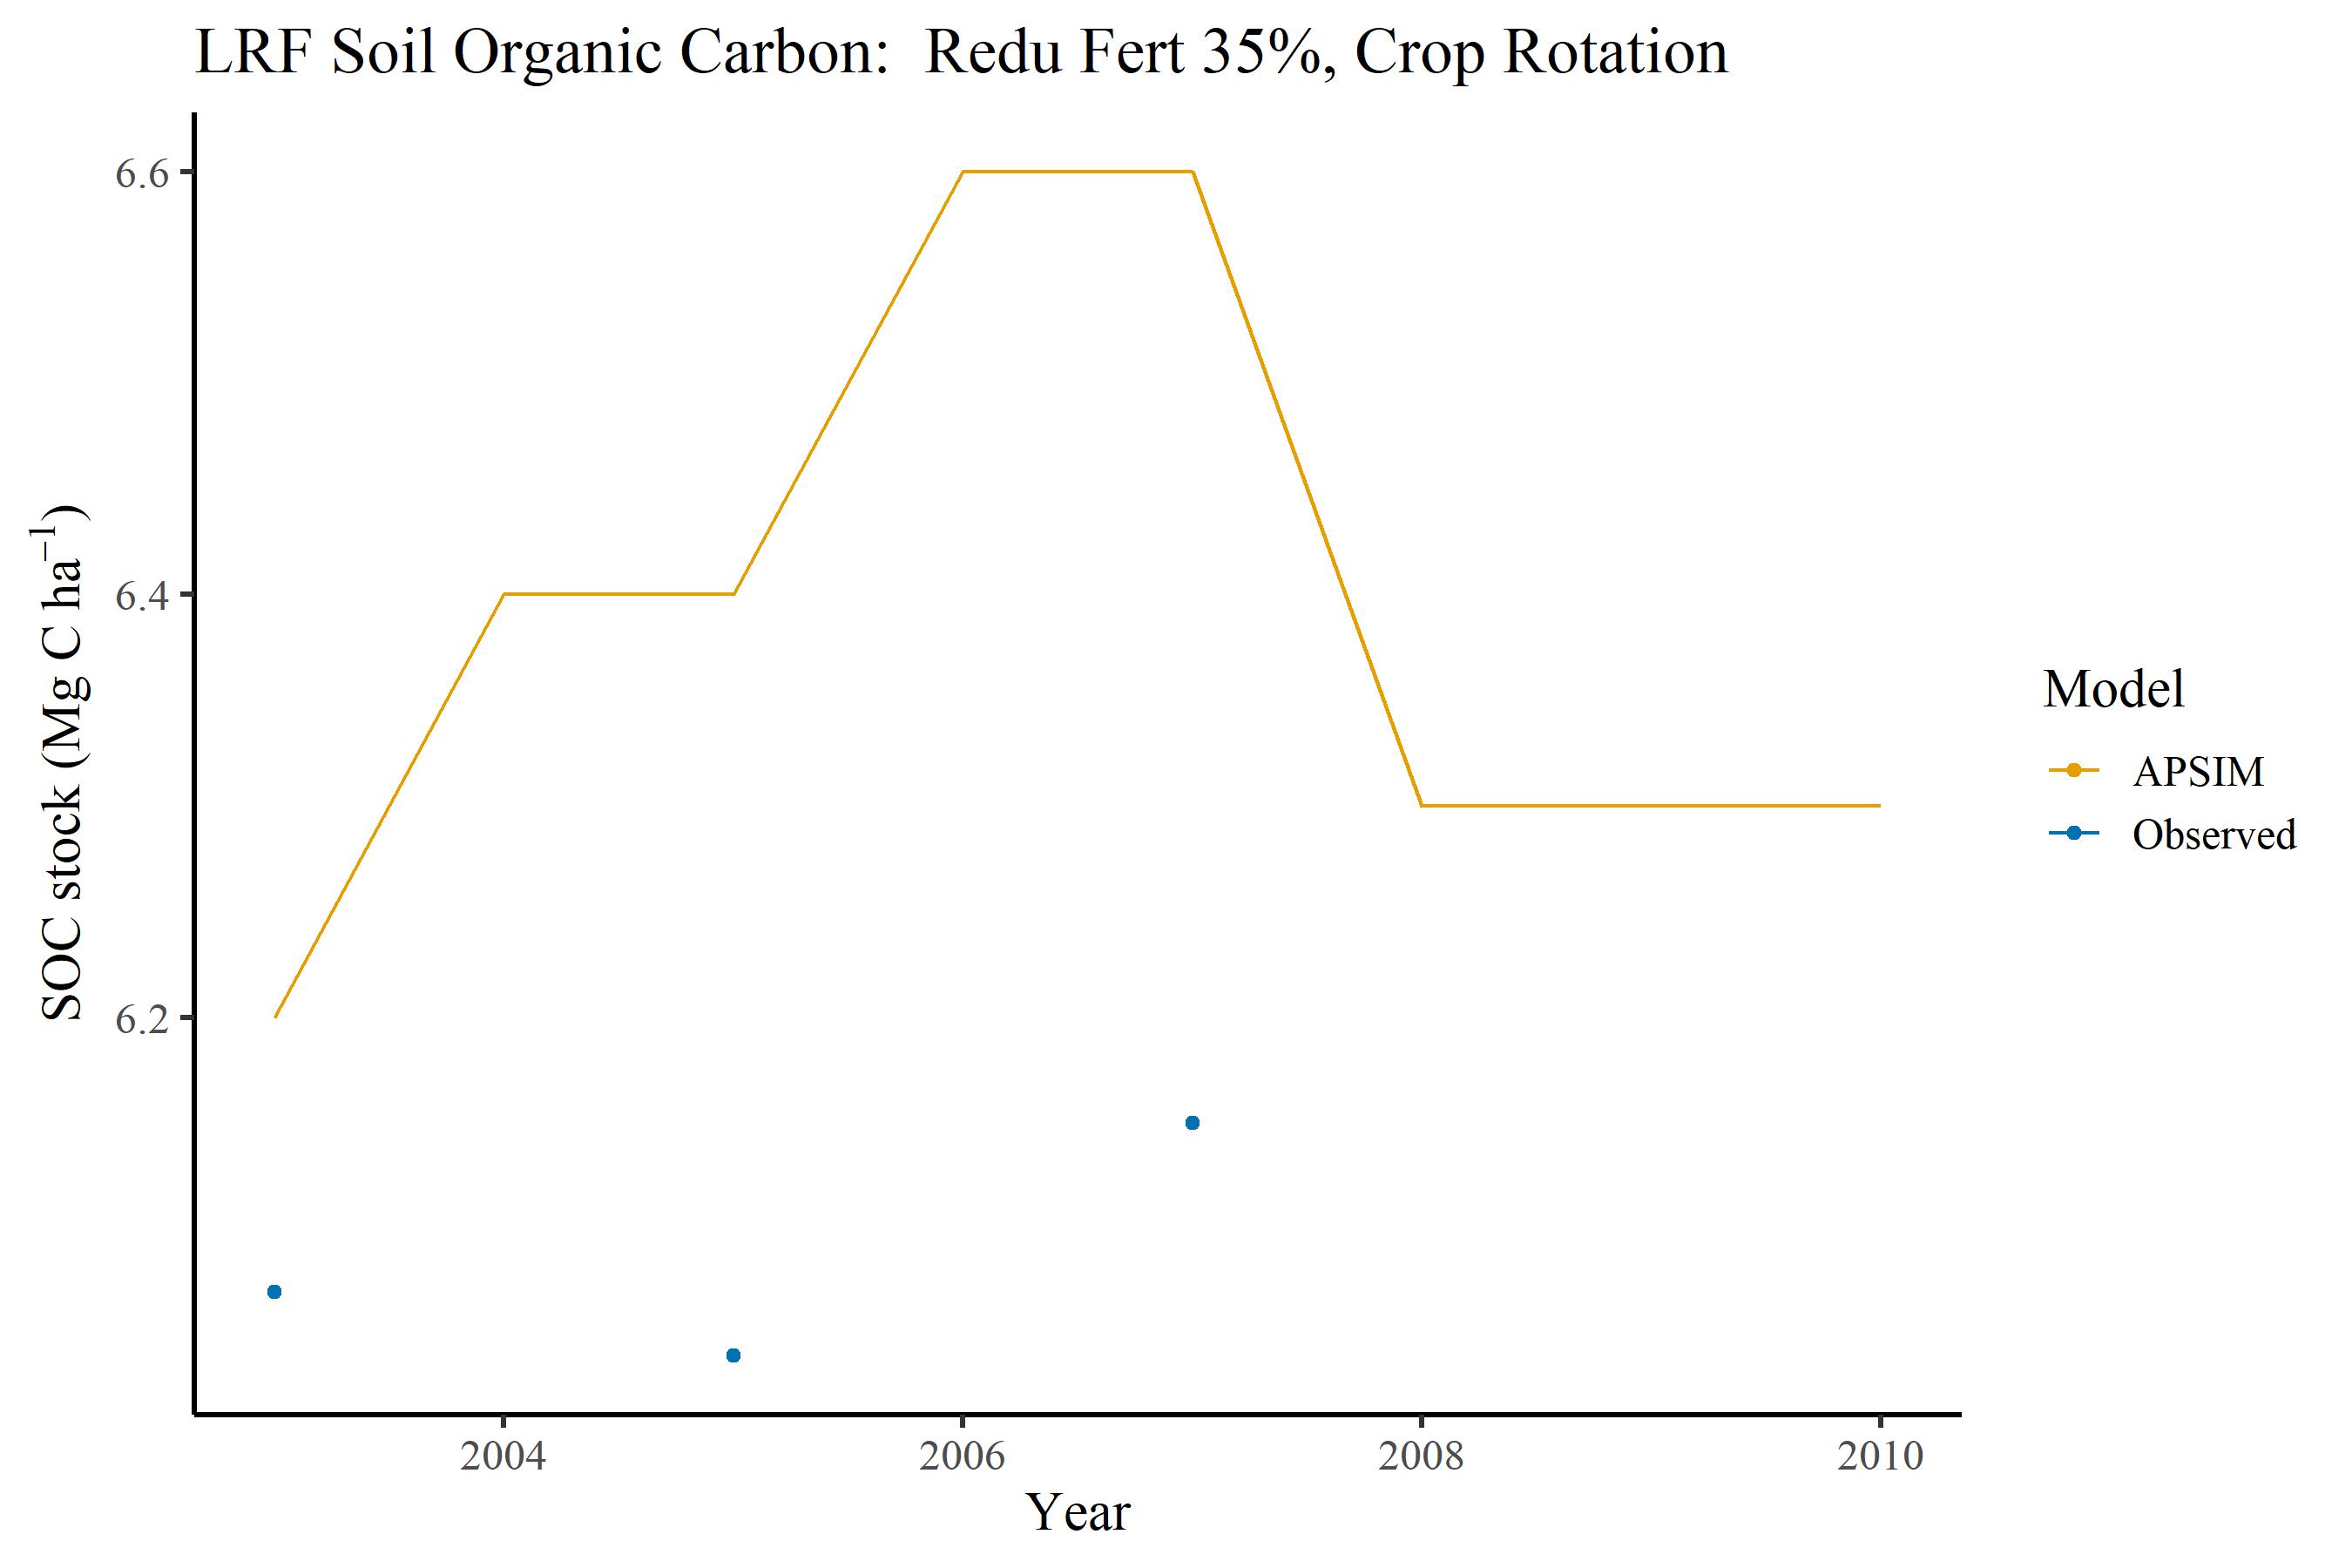 LRF Soil Organic Carbon:  Redu Fert 35%, Crop Rotation
SOC stock (Mg C ha⁻¹)
6.6
6.4
6.2
2004
2006
2008
2010
Year
Model
APSIM
Observed